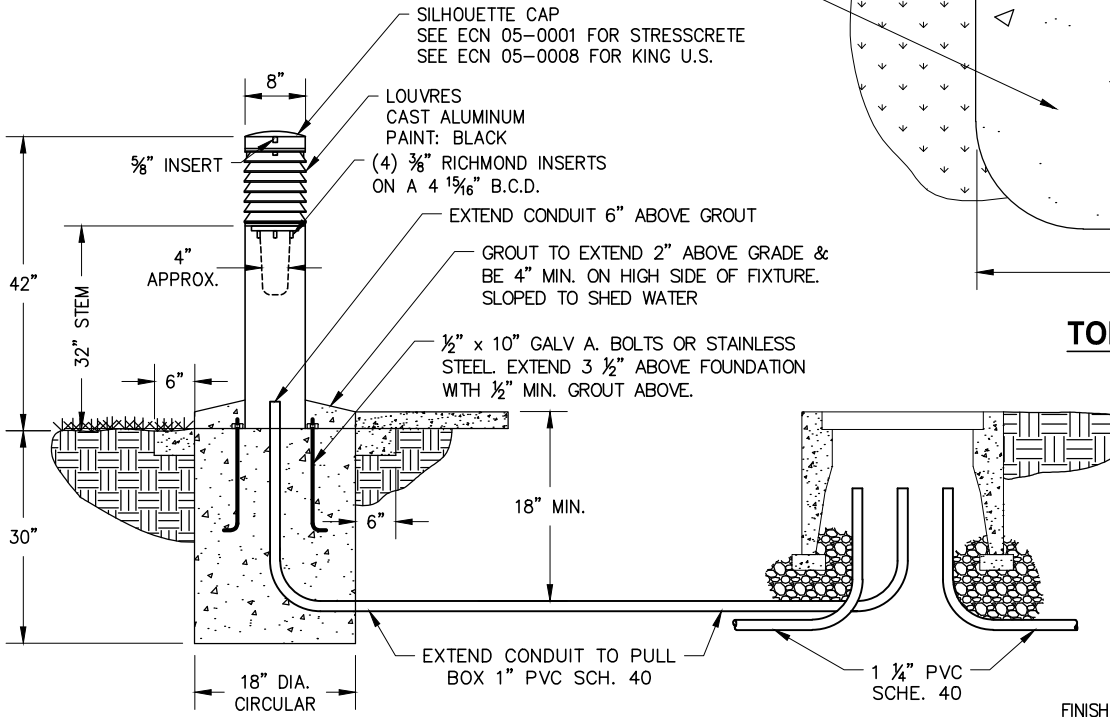 SILHOUETTE CAP
SEE ECN 05-0001 FOR STRESSCRETE
SEE ECN 05-0008 FOR KING U.S.
8"
LOUVRES
CAST ALUMINUM
PAINT: BLACK
⅝" INSERT
(4) ⅜" RICHMOND INSERTS
ON A 4 15/16" B.C.D.
EXTEND CONDUIT 6" ABOVE GROUT
4"
APPROX.
GROUT TO EXTEND 2" ABOVE GRADE &
BE 4" MIN. ON HIGH SIDE OF FIXTURE.
SLOPED TO SHED WATER
42"
32" STEM
½" x 10" GALV A. BOLTS OR STAINLESS
STEEL. EXTEND 3 ½" ABOVE FOUNDATION
WITH ½" MIN. GROUT ABOVE.
6"
18" MIN.
6"
30"
EXTEND CONDUIT TO PULL
BOX 1" PVC SCH. 40
18" DIA.
CIRCULAR
1 ¼" PVC
SCHE. 40
FINISH